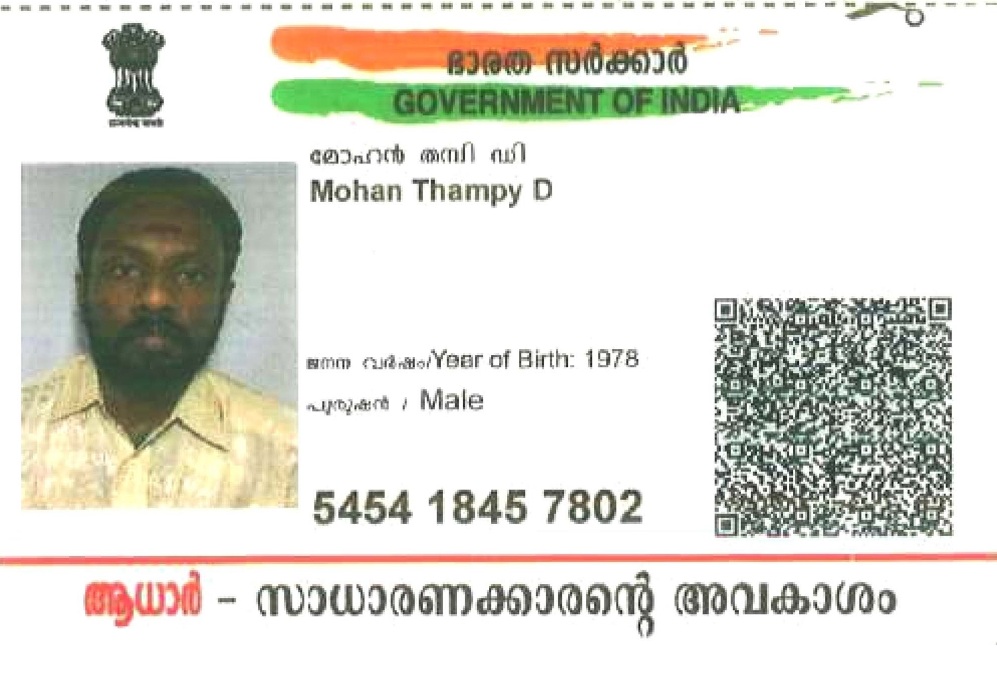 ഭാരത സർക്കാർ
GOVERNMENT OF INDIA
മോഹൻ തമ്പി ഡി
Mohan Thampy D
ജനന വർഷം/Year of Birth: 1978
പുരുഷൻ / Male
5454 1845 7802
ആധാർ - സാധാരണക്കാരന്റെ അവകാശം